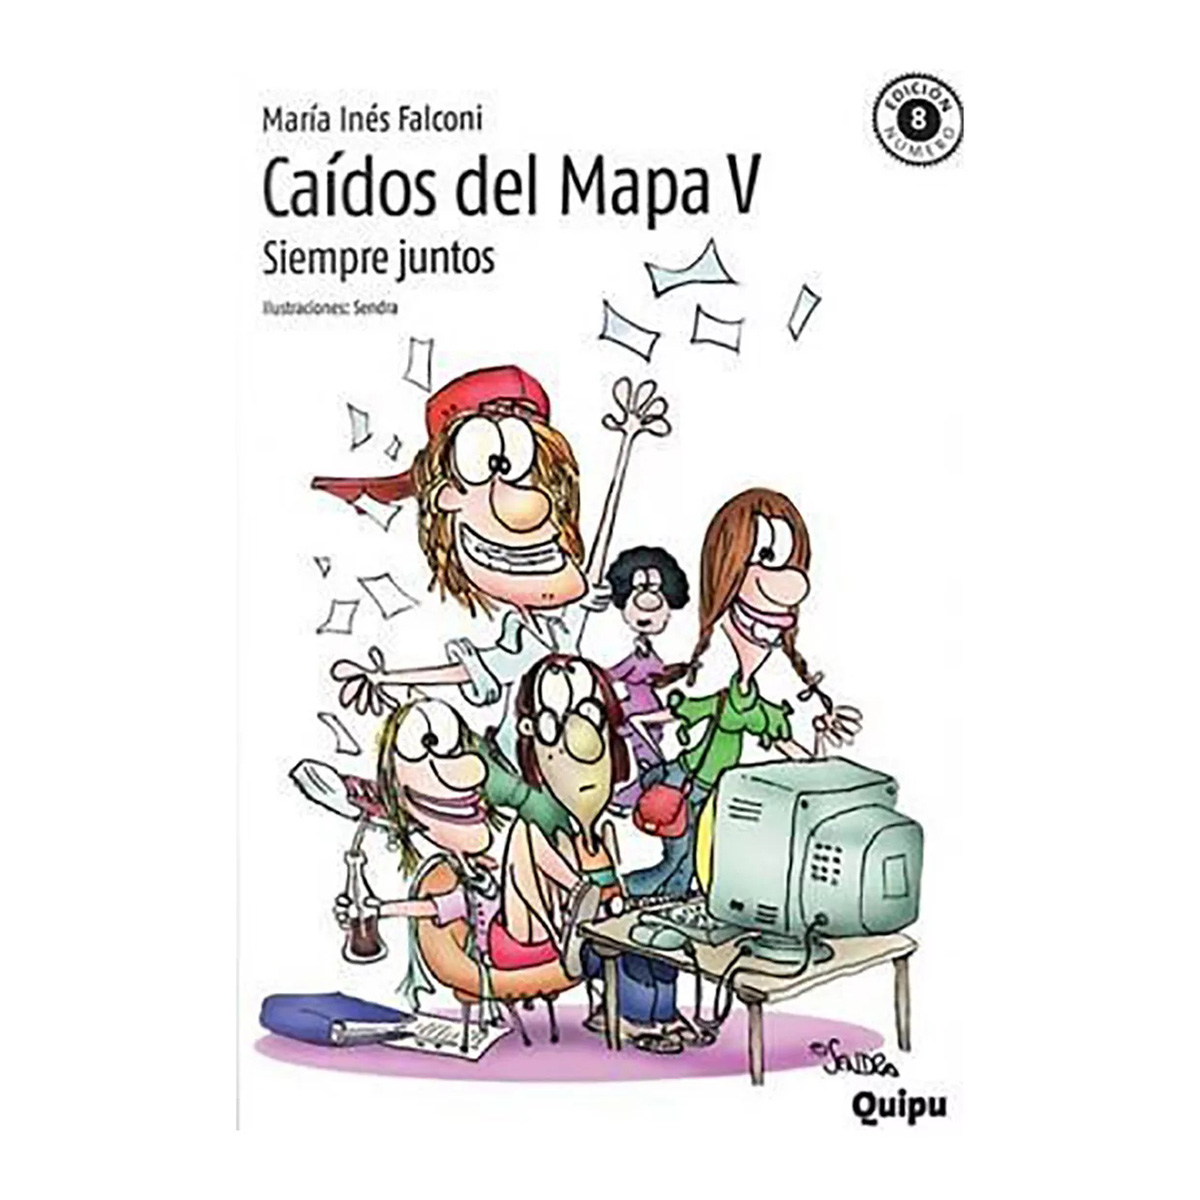 María Inés Falconi
Caídos del Mapa V
Siempre juntos
Ilustraciones: Sendra
EDICIÓN
8
NÚMERO
SENDRA
Quipu